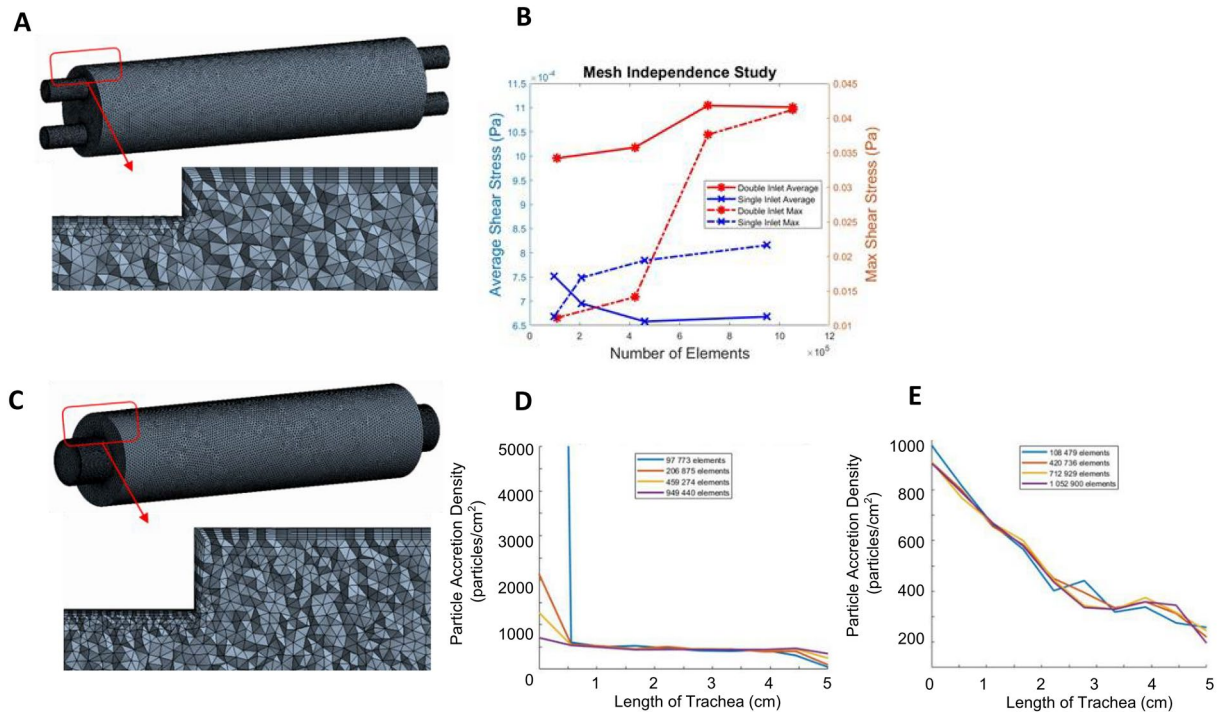 A
B
Mesh Independence Study
×10⁻⁴
11.5
11
10.5
10
9.5
9
8.5
8
7.5
7
6.5
Average Shear Stress (Pa)
0.045
0.04
0.035
0.03
0.025
0.02
0.015
0.01
Max Shear Stress (Pa)
Double Inlet Average
Single Inlet Average
Double Inlet Max
Single Inlet Max
0 2 4 6 8 10 12
Number of Elements
×10⁵
C
D
5000
4000
3000
2000
1000
0
Particle Accretion Density
(particles/cm²)
97 773 elements
206 875 elements
459 274 elements
949 440 elements
0 1 2 3 4 5
Length of Trachea (cm)
E
1000
800
600
400
200
Particle Accretion Density
(particles/cm²)
108 479 elements
420 736 elements
712 929 elements
1 052 900 elements
0 1 2 3 4 5
Length of Trachea (cm)